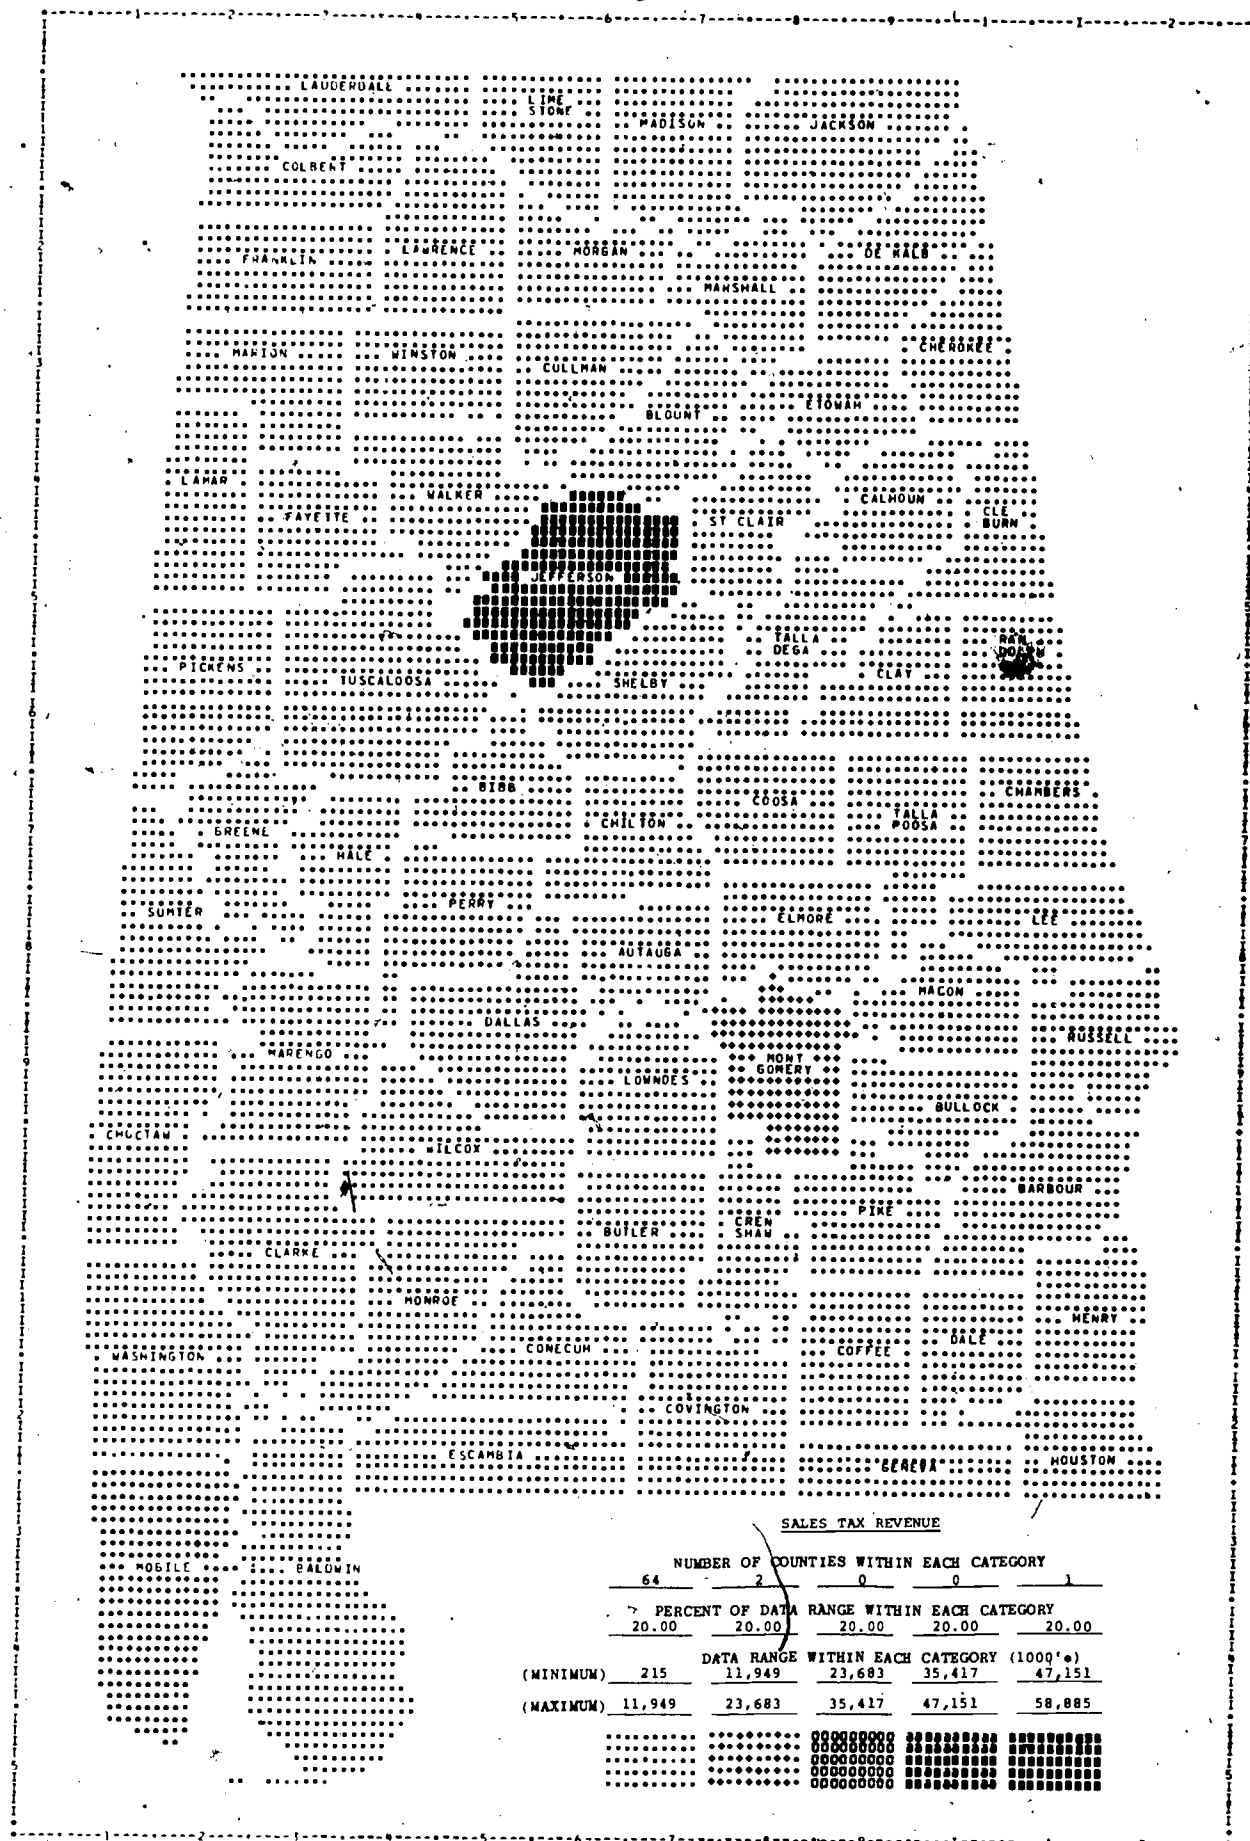 LAUDERDALE
LIME
STONE
MADISON
JACKSON
COLBERT
FRANKLIN
LAWRENCE
MORGAN
DE KALB
MARSHALL
MARION
WINSTON
CULLMAN
CHEROKEE
BLOUNT
ETOWAH
LAMAR
FAYETTE
WALKER
ST CLAIR
CALHOUN
CLE
BURN
JEFFERSON
PICKENS
TUSCALOOSA
SHELBY
TALLA
DEGA
CLAY
RAN
DOLPH
BIBB
CHILTON
COOSA
TALLA
POOSA
CHAMBERS
GREENE
HALE
PERRY
SUMTER
AUTAUGA
ELMORE
LEE
MACON
DALLAS
MARENGO
LOWNDES
MONT
GOMERY
RUSSELL
BULLOCK
CHOCTAW
WILCOX
BARBOUR
PIKE
BUTLER
CREN
SHAW
CLARKE
MONROE
CONECUH
COFFEE
DALE
HENRY
WASHINGTON
COVINGTON
ESCAMBIA
GENEVA
HOUSTON
MOBILE
BALDWIN
SALES TAX REVENUE
NUMBER OF COUNTIES WITHIN EACH CATEGORY
64 2 0 0 1
PERCENT OF DATA RANGE WITHIN EACH CATEGORY
20.00 20.00 20.00 20.00 20.00
DATA RANGE WITHIN EACH CATEGORY (1000's)
(MINIMUM) 215 11,949 23,683 35,417 47,151
(MAXIMUM) 11,949 23,683 35,417 47,151 58,885